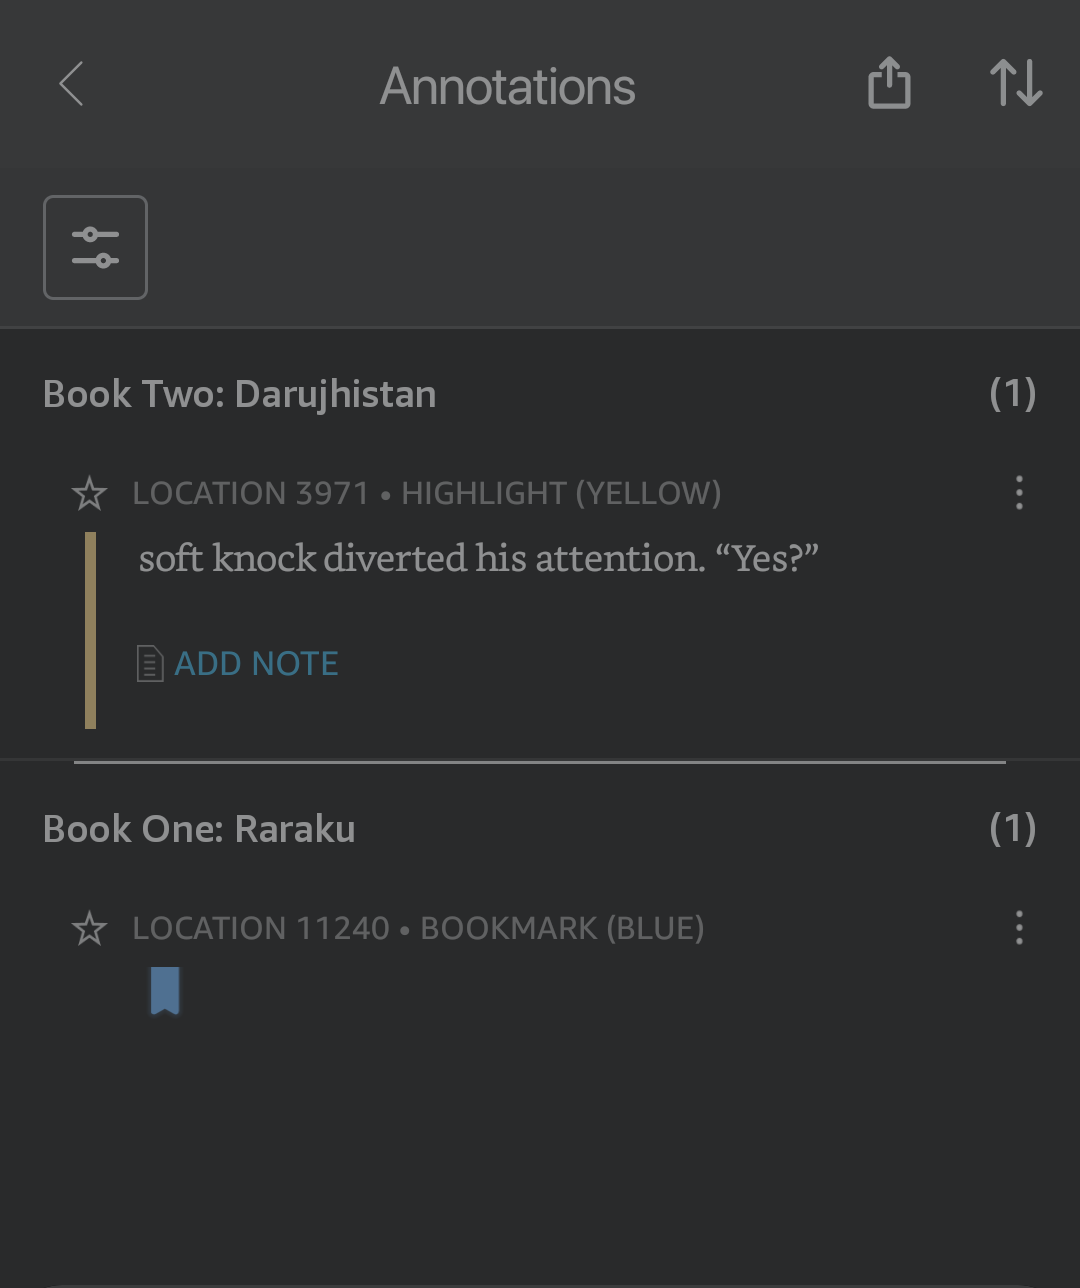 Annotations
Book Two: Darujhistan (1)
LOCATION 3971 • HIGHLIGHT (YELLOW)
soft knock diverted his attention. “Yes?”
ADD NOTE
Book One: Raraku (1)
LOCATION 11240 • BOOKMARK (BLUE)